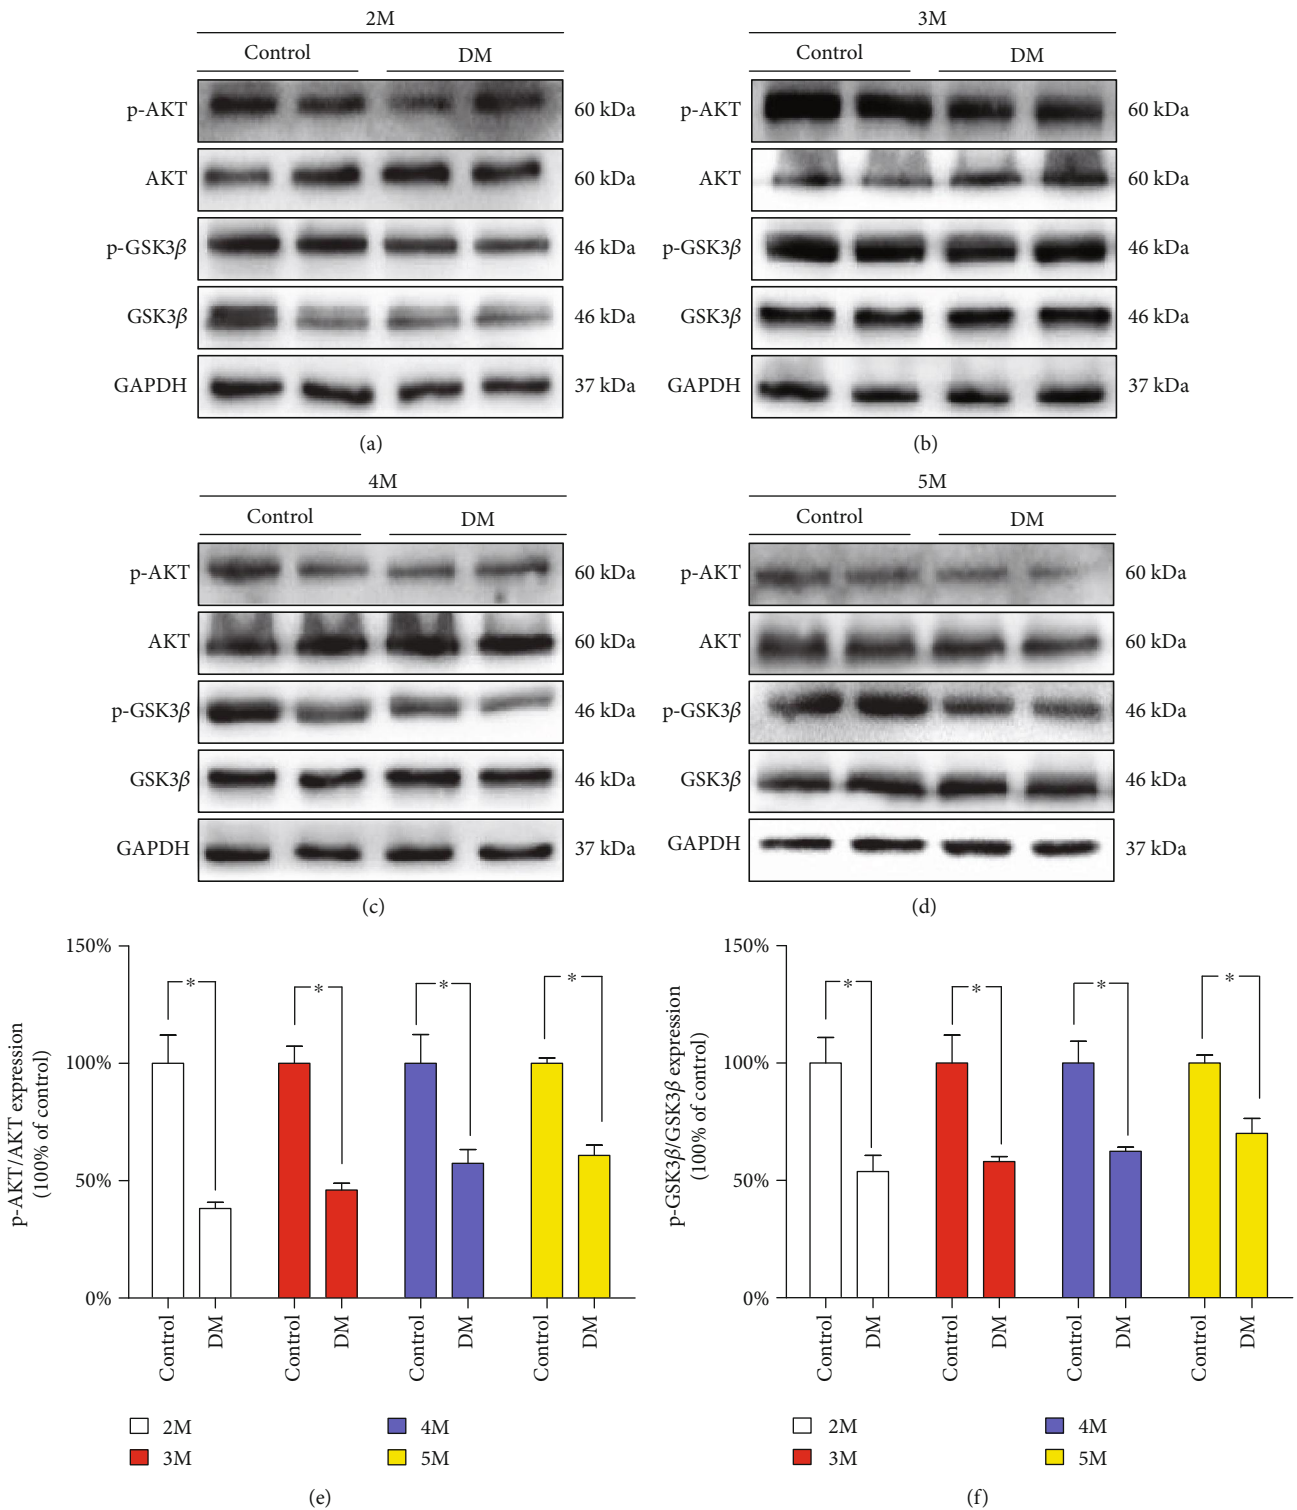 2M
Control DM
p-AKT 60 kDa
AKT 60 kDa
p-GSK3β 46 kDa
GSK3β 46 kDa
GAPDH 37 kDa
(a)
3M
Control DM
p-AKT 60 kDa
AKT 60 kDa
p-GSK3β 46 kDa
GSK3β 46 kDa
GAPDH 37 kDa
(b)
4M
Control DM
p-AKT 60 kDa
AKT 60 kDa
p-GSK3β 46 kDa
GSK3β 46 kDa
GAPDH 37 kDa
(c)
5M
Control DM
p-AKT 60 kDa
AKT 60 kDa
p-GSK3β 46 kDa
GSK3β 46 kDa
GAPDH 37 kDa
(d)
p-AKT/AKT expression
(100% of control)
150%
100%
50%
0%
* * * *
Control DM Control DM Control DM Control DM
2M 4M
3M 5M
(e)
p-GSK3β/GSK3β expression
(100% of control)
150%
100%
50%
0%
* * * *
Control DM Control DM Control DM Control DM
2M 4M
3M 5M
(f)